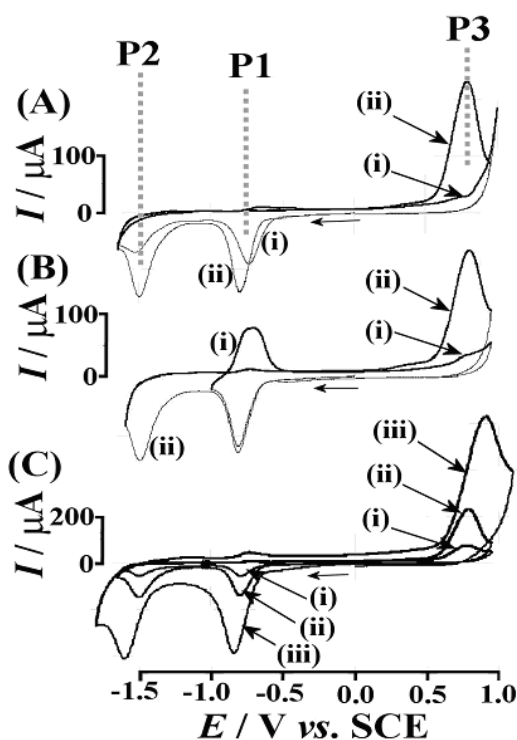 P2 P1 P3
(A)
(ii)
(i)
100
0
I / μA
(i)
(ii)
(B)
(ii)
(i)
100
0
I / μA
(i)
(ii)
(C)
(iii)
(ii)
(i)
200
0
I / μA
(i)
(ii)
(iii)
-1.5 -1.0 -0.5 0.0 0.5 1.0
E / V vs. SCE